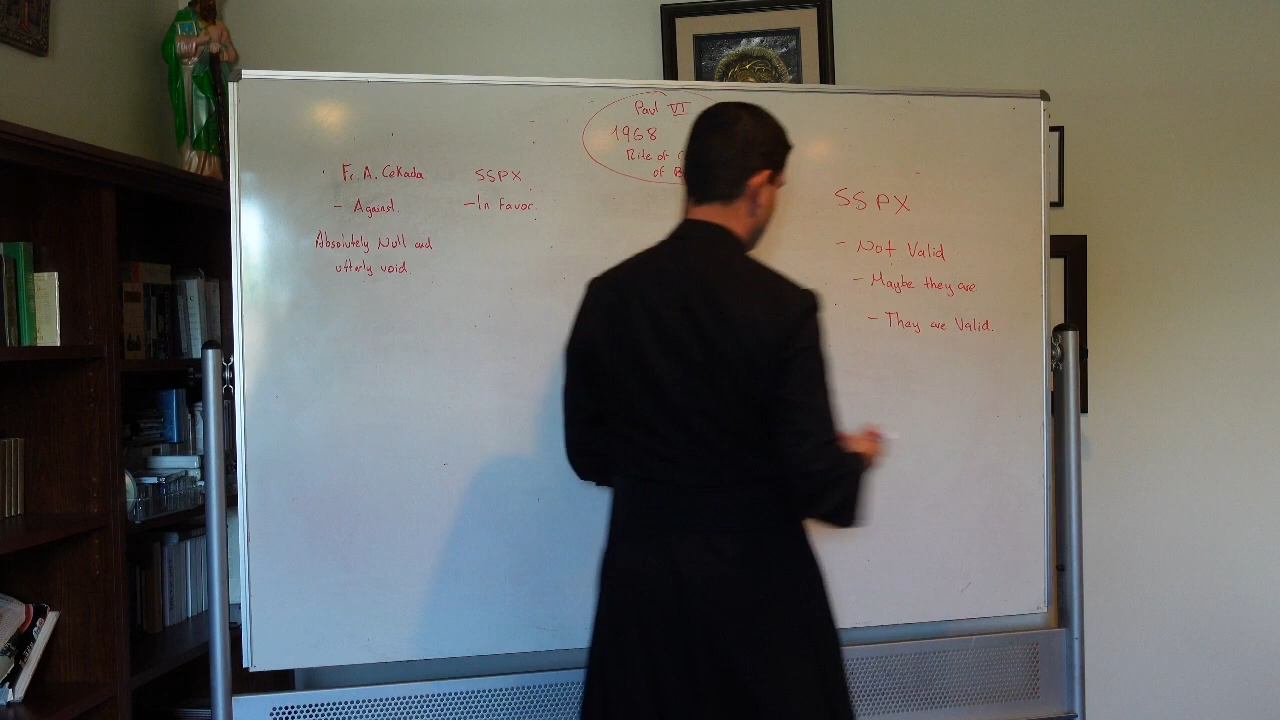 Paul VI
1968
Rite of
of
Fr. A. Cekada
- Against.
Absolutely Null and
utterly void.
SSPX
- In Favor.
SSPX
- Not Valid
- Maybe they are
- They are Valid.